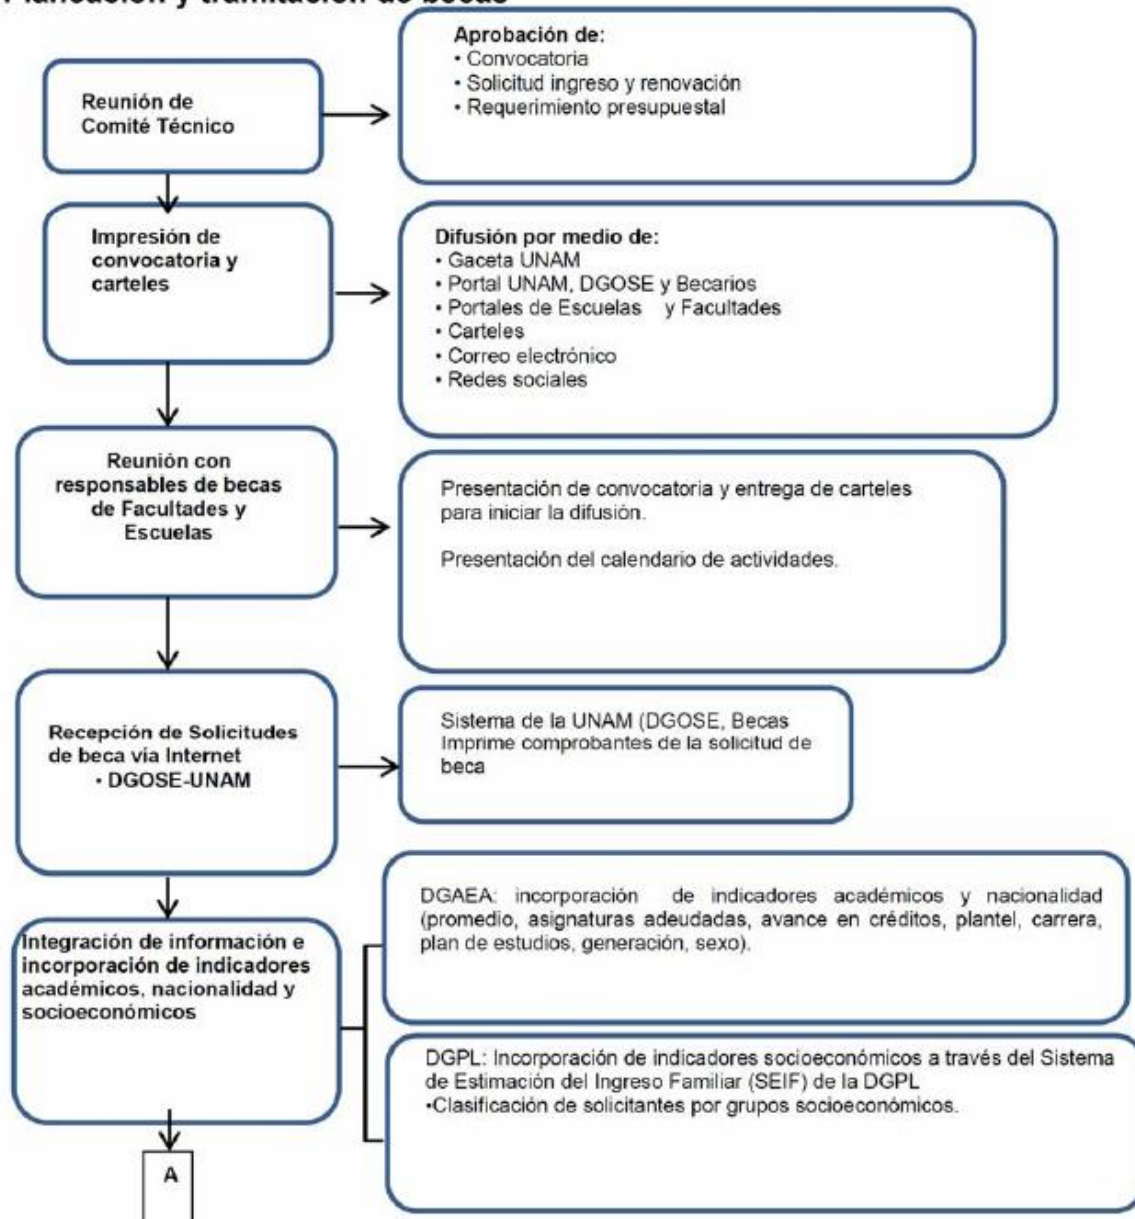 Planeación y tramitación de becas
Reunión de
Comité Técnico
Aprobación de:
• Convocatoria
• Solicitud ingreso y renovación
• Requerimiento presupuestal
Impresión de
convocatoria y
carteles
Difusión por medio de:
• Gaceta UNAM
• Portal UNAM, DGOSE y Becarios
• Portales de Escuelas y Facultades
• Carteles
• Correo electrónico
• Redes sociales
Reunión con
responsables de becas
de Facultades y
Escuelas
Presentación de convocatoria y entrega de carteles
para iniciar la difusión.
Presentación del calendario de actividades.
Recepción de Solicitudes
de beca vía Internet
• DGOSE-UNAM
Sistema de la UNAM (DGOSE, Becas
Imprime comprobantes de la solicitud de
beca
Integración de información e
incorporación de indicadores
académicos, nacionalidad y
socioeconómicos
DGAEA: incorporación de indicadores académicos y nacionalidad
(promedio, asignaturas adeudadas, avance en créditos, plantel, carrera,
plan de estudios, generación, sexo).
DGPL: Incorporación de indicadores socioeconómicos a través del Sistema
de Estimación del Ingreso Familiar (SEIF) de la DGPL
•Clasificación de solicitantes por grupos socioeconómicos.
A